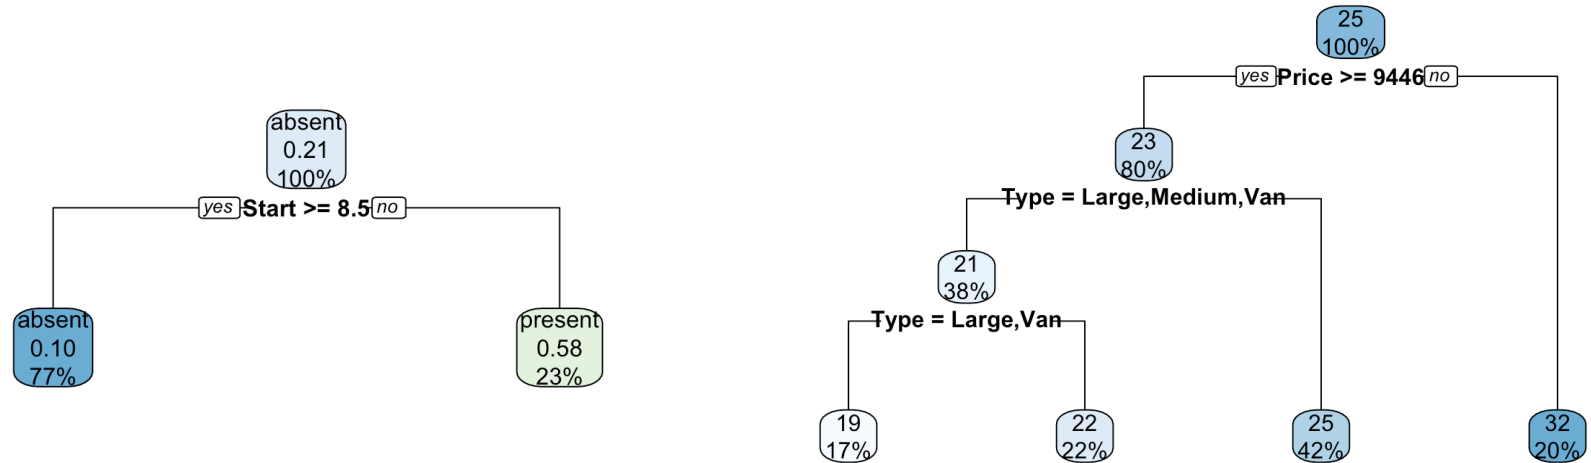 absent
0.21
100%
yes Start >= 8.5 no
absent
0.10
77%
present
0.58
23%
25
100%
yes Price >= 9446 no
23
80%
Type = Large,Medium,Van
21
38%
Type = Large,Van
19
17%
22
22%
25
42%
32
20%